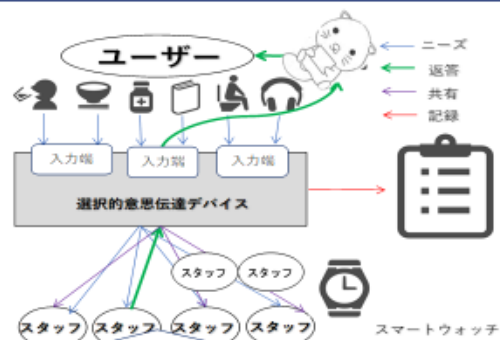 ユーザー
ニーズ
返答
共有
記録
入力端
入力端
入力端
選択的意思伝達デバイス
スタッフ
スタッフ
スタッフ
スタッフ
スタッフ
スタッフ
スマートウォッチ